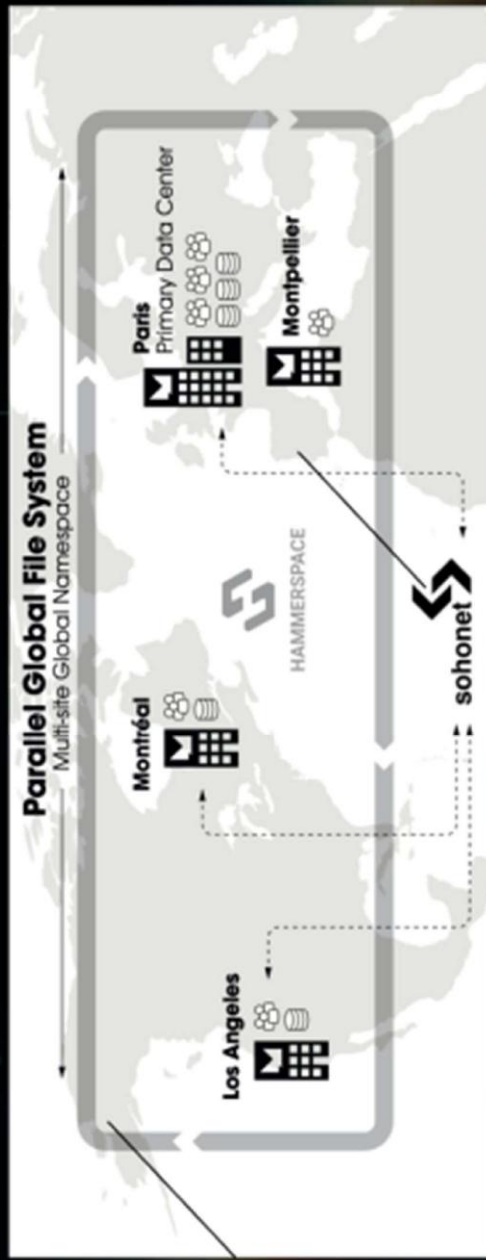 Parallel Global File System
Multi-site Global Namespace
Los Angeles
Montréal
Paris
Primary Data Center
Montpellier
HAMMERSPACE
sohonet